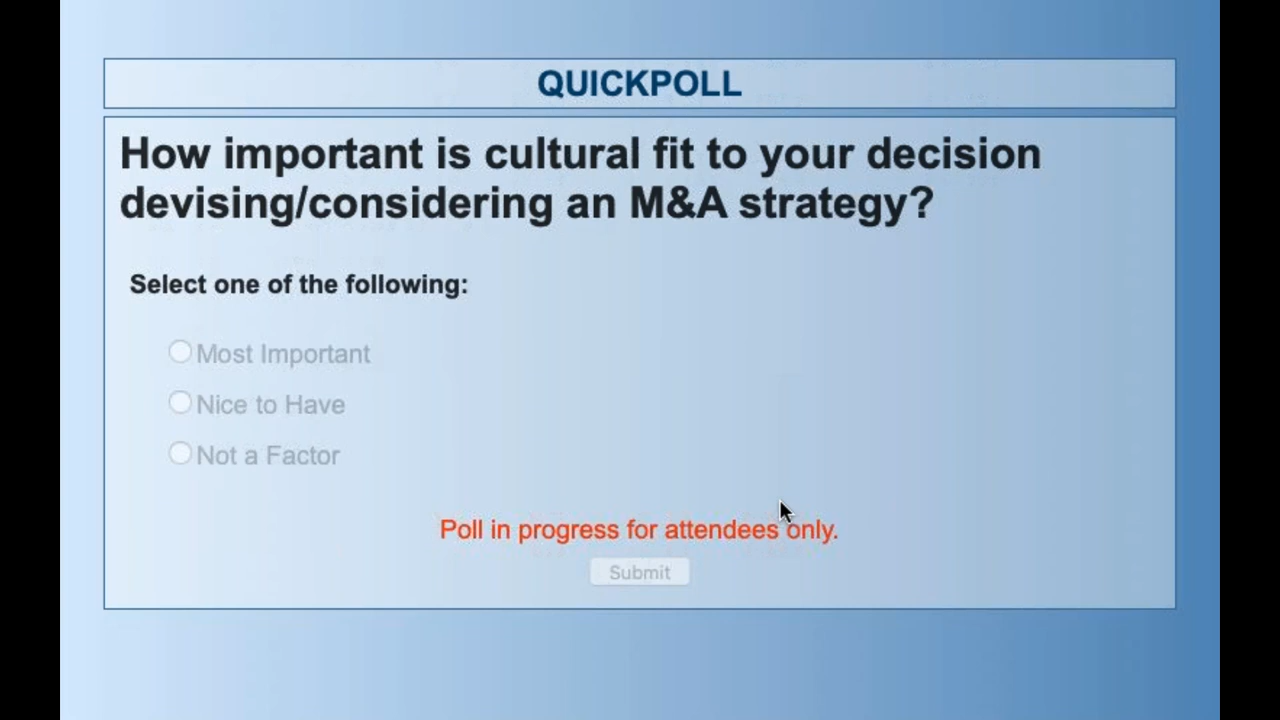 QUICKPOLL
How important is cultural fit to your decision
devising/considering an M&A strategy?
Select one of the following:
Most Important
Nice to Have
Not a Factor
Poll in progress for attendees only.
Submit